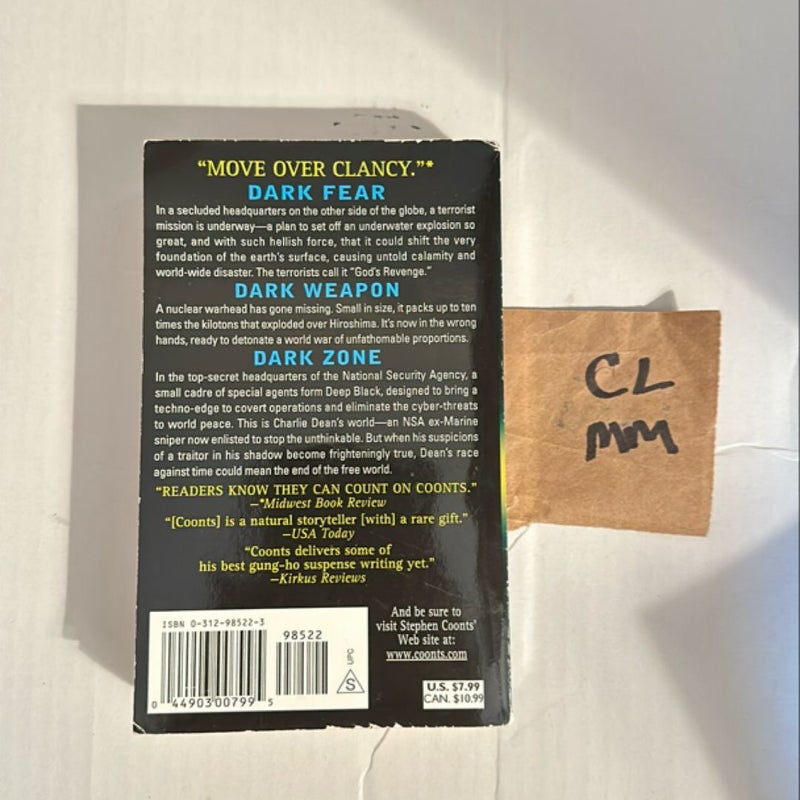 “MOVE OVER CLANCY.”*
DARK FEAR
In a secluded headquarters on the other side of the globe, a terrorist
mission is underway—a plan to set off an underwater explosion so
great, and with such hellish force, that it could shift the very
foundation of the earth's surface, causing untold calamity and
world-wide disaster. The terrorists call it "God's Revenge."
DARK WEAPON
A nuclear warhead has gone missing. Small in size, it packs up to ten
times the kilotons that exploded over Hiroshima. It's now in the wrong
hands, ready to detonate a world war of unfathomable proportions.
DARK ZONE
In the top-secret headquarters of the National Security Agency, a
small cadre of special agents form Deep Black, designed to bring a
techno-edge to covert operations and eliminate the cyber-threats
to world peace. This is Charlie Dean's world—an NSA ex-Marine
sniper now enlisted to stop the unthinkable. But when his suspicions
of a traitor in his shadow become frighteningly true, Dean's race
against time could mean the end of the free world.
“READERS KNOW THEY CAN COUNT ON COONTS.”
—*Midwest Book Review
“[Coonts] is a natural storyteller [with] a rare gift.”
—USA Today
“Coonts delivers some of
his best gung-ho suspense writing yet.”
—Kirkus Reviews
ISBN 0-312-98522-3
98522
UPC
S
0 44903 00799 5
And be sure to
visit Stephen Coonts'
Web site at:
www.coonts.com
U.S. $7.99
CAN. $10.99
CL
MM